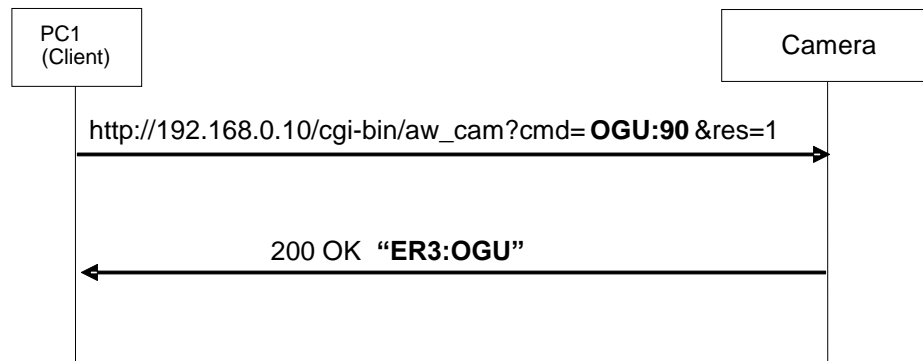 PC1
(Client)
Camera
http://192.168.0.10/cgi-bin/aw_cam?cmd= OGU:90 &res=1
200 OK “ER3:OGU”